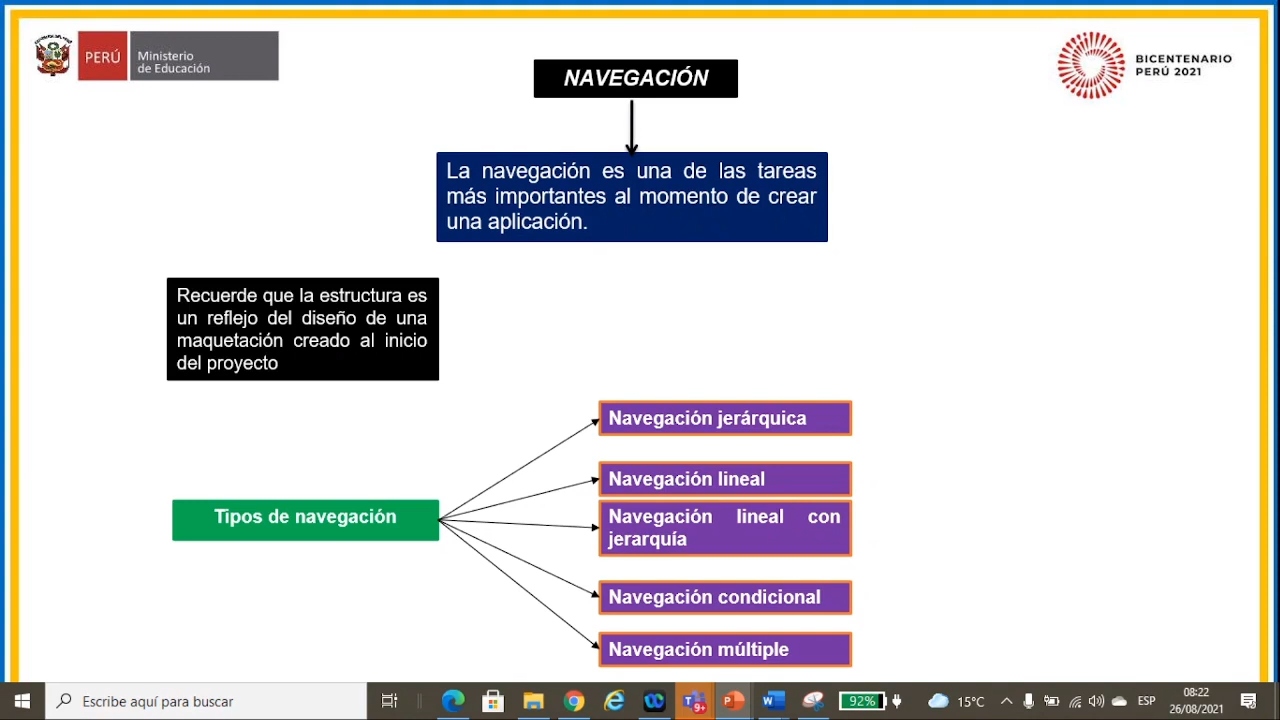 PERÚ
Ministerio
de Educación
BICENTENARIO
PERÚ 2021
NAVEGACIÓN
La navegación es una de las tareas
más importantes al momento de crear
una aplicación.
Recuerde que la estructura es
un reflejo del diseño de una
maquetación creado al inicio
del proyecto
Navegación jerárquica
Navegación lineal
Tipos de navegación
Navegación lineal con
jerarquía
Navegación condicional
Navegación múltiple
Escribe aquí para buscar
9+
92%
15°C
ESP
08:22
26/08/2021